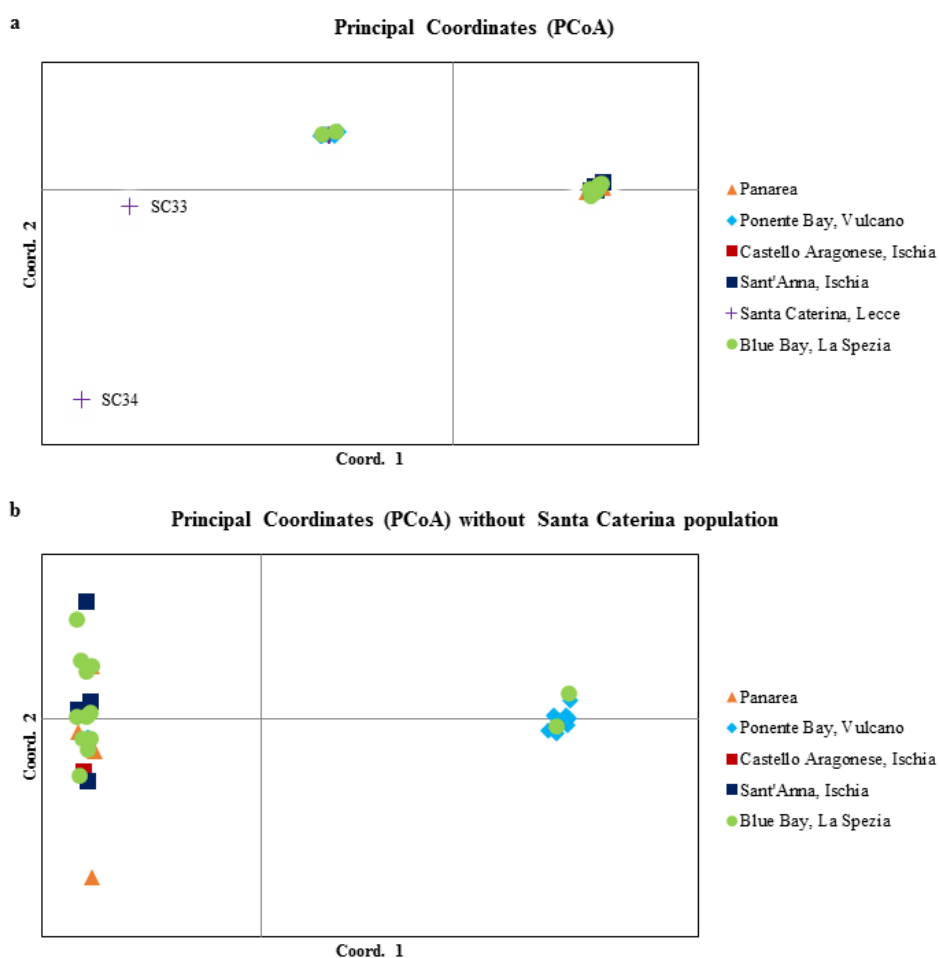 a
Principal Coordinates (PCoA)
SC33
SC34
Coord. 2
Coord. 1
Panarea
Ponente Bay, Vulcano
Castello Aragonese, Ischia
Sant'Anna, Ischia
Santa Caterina, Lecce
Blue Bay, La Spezia
b
Principal Coordinates (PCoA) without Santa Caterina population
Coord. 2
Coord. 1
Panarea
Ponente Bay, Vulcano
Castello Aragonese, Ischia
Sant'Anna, Ischia
Blue Bay, La Spezia